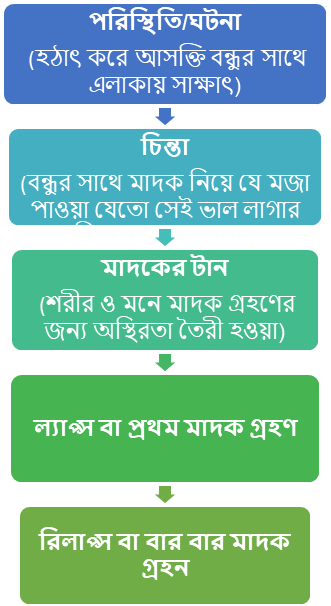 পরিস্থিতি/ঘটনা
(হঠাৎ করে আসক্তি বন্ধুর সাথে
এলাকায় সাক্ষাৎ)
চিন্তা
(বন্ধুর সাথে মাদক নিয়ে যে মজা
পাওয়া যেতো সেই ভাল লাগার
মাদকের টান
(শরীর ও মনে মাদক গ্রহণের
জন্য অস্থিরতা তৈরী হওয়া)
ল্যাপ্স বা প্রথম মাদক গ্রহণ
রিলাপ্স বা বার বার মাদক
গ্রহন